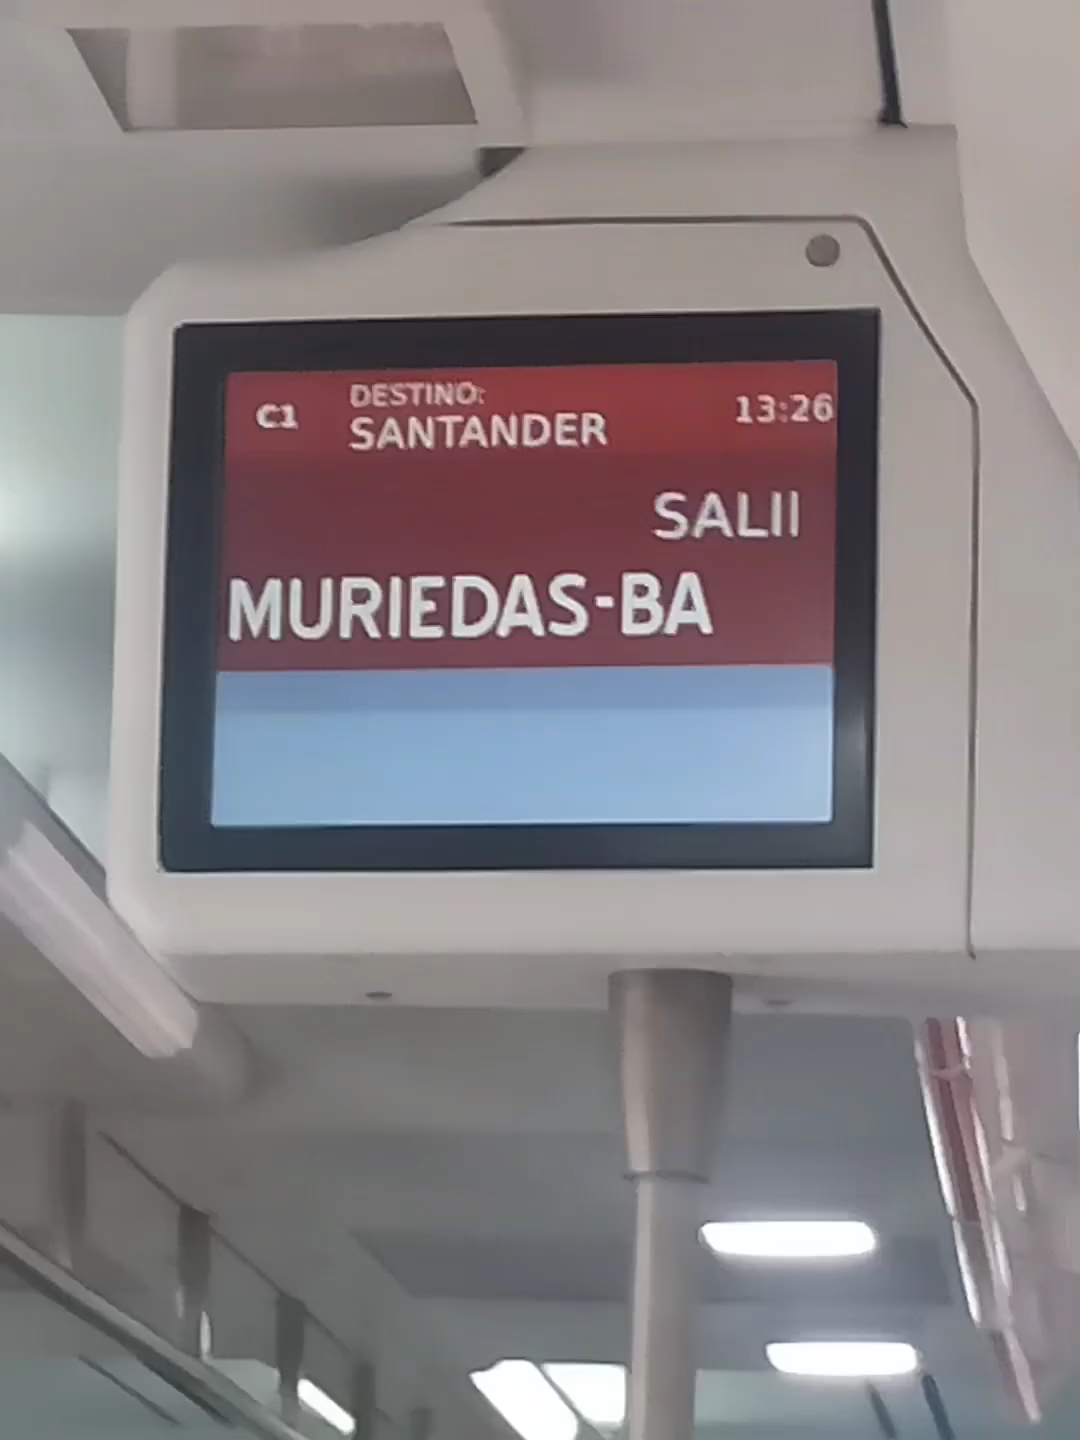 C1
DESTINO:
SANTANDER
13:26
SALII
MURIEDAS-BA